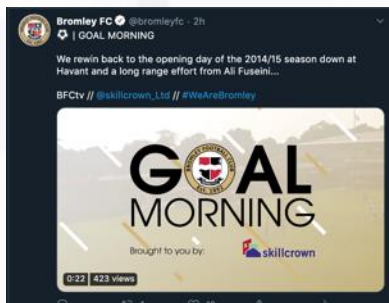 Bromley FC @bromleyfc · 2h
| GOAL MORNING
We rewin back to the opening day of the 2014/15 season down at
Havant and a long range effort from Ali Fuseini...
BFCtv // @skillcrown_Ltd // #WeAreBromley
GOAL
MORNING
Brought to you by: skillcrown
0:22 423 views